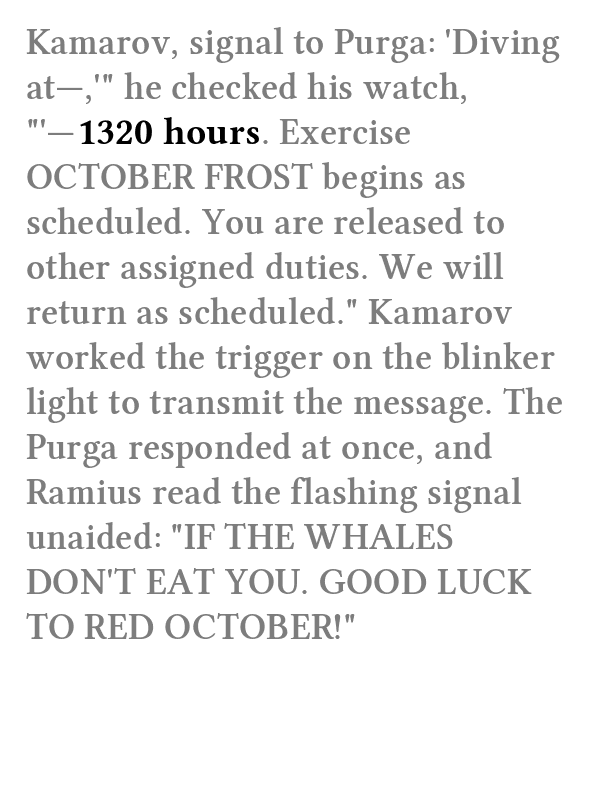 Kamarov, signal to Purga: 'Diving
at—,'" he checked his watch,
"'—1320 hours. Exercise
OCTOBER FROST begins as
scheduled. You are released to
other assigned duties. We will
return as scheduled." Kamarov
worked the trigger on the blinker
light to transmit the message. The
Purga responded at once, and
Ramius read the flashing signal
unaided: "IF THE WHALES
DON'T EAT YOU. GOOD LUCK
TO RED OCTOBER!"